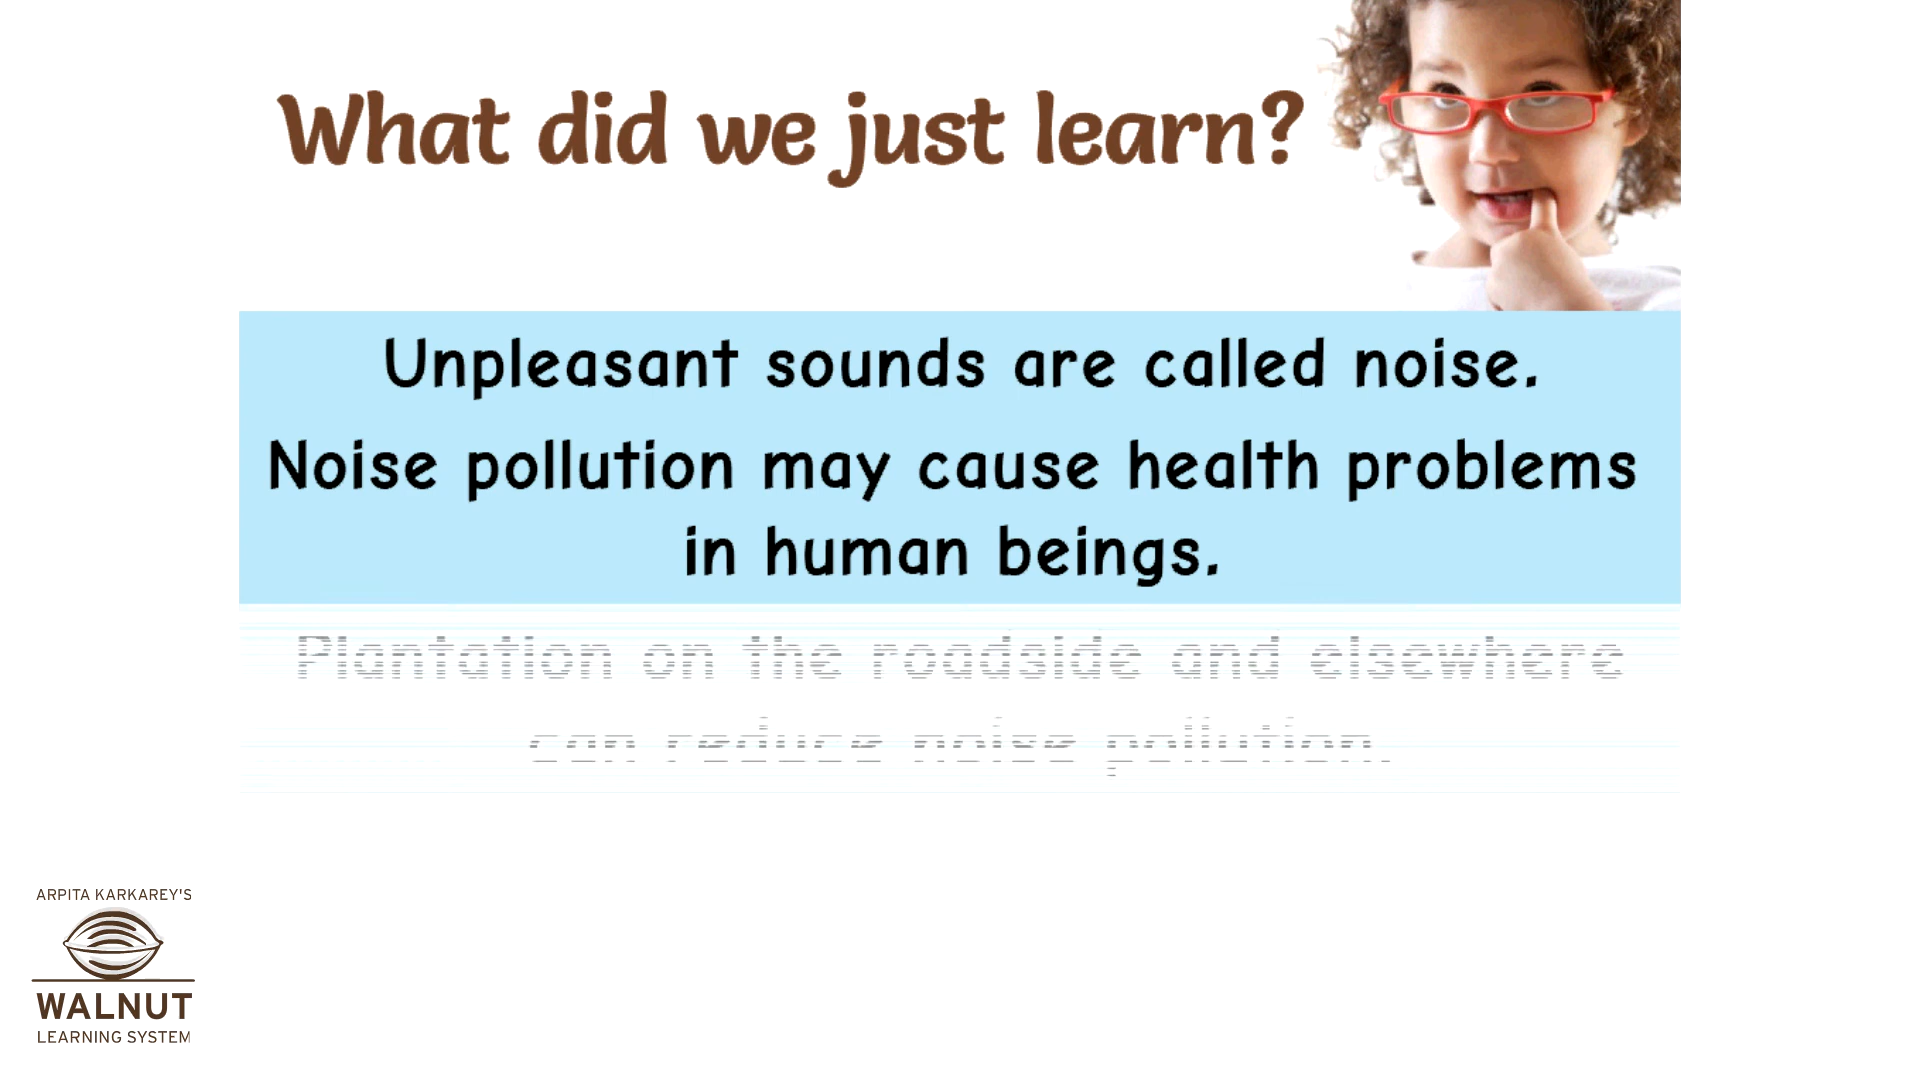 What did we just learn?
Unpleasant sounds are called noise.
Noise pollution may cause health problems
in human beings.
Plantation on the roadside and elsewhere
can reduce noise pollution.
ARPITA KARKAREY'S
WALNUT
LEARNING SYSTEM